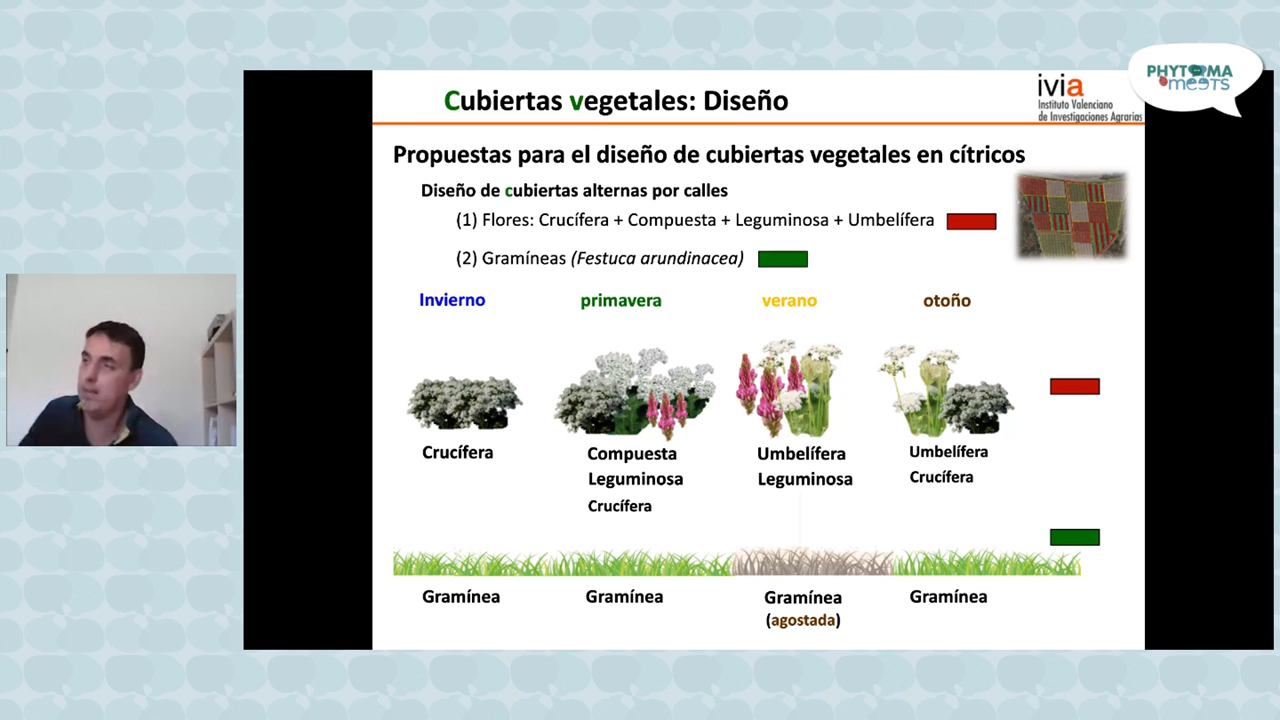 PHYTOMA
meets
Cubiertas vegetales: Diseño
ivia
Instituto Valenciano
de Investigaciones Agrarias
Propuestas para el diseño de cubiertas vegetales en cítricos
Diseño de cubiertas alternas por calles
(1) Flores: Crucífera + Compuesta + Leguminosa + Umbelífera
(2) Gramíneas (Festuca arundinacea)
Invierno primavera verano otoño
Crucífera Compuesta Umbelífera Umbelífera
Leguminosa Leguminosa Crucífera
Crucífera
Gramínea Gramínea Gramínea Gramínea
(agostada)